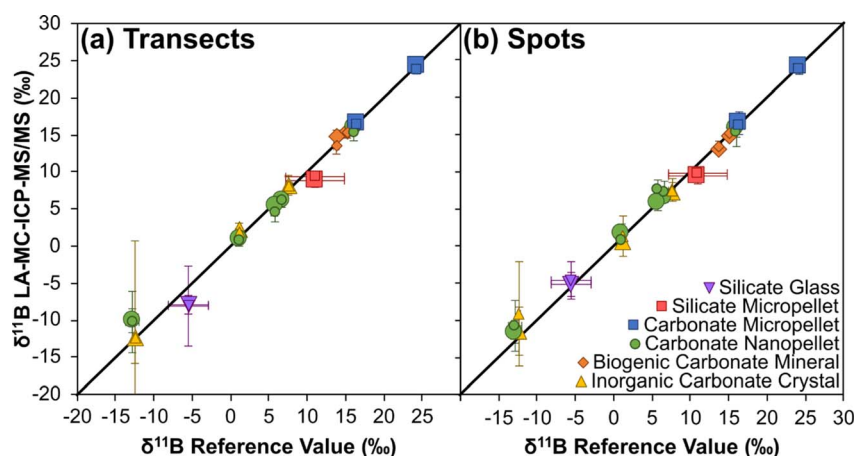 (a) Transects
(b) Spots
δ¹¹B LA-MC-ICP-MS/MS (‰)
30
25
20
15
10
5
0
-5
-10
-15
-20
-20
-15
-10
-5
0
5
10
15
20
25
-15
-10
-5
0
5
10
15
20
25
30
Silicate Glass
Silicate Micropellet
Carbonate Micropellet
Carbonate Nanopellet
Biogenic Carbonate Mineral
Inorganic Carbonate Crystal
δ¹¹B Reference Value (‰)
δ¹¹B Reference Value (‰)